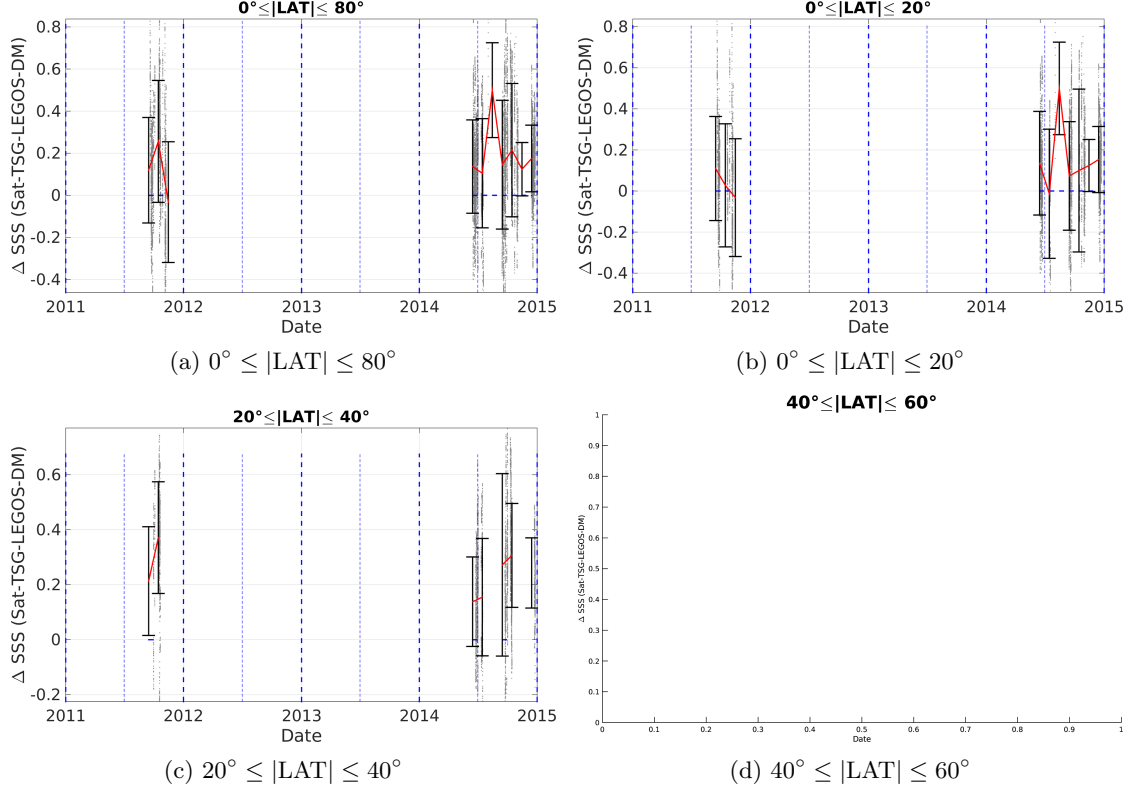 0°≤|LAT|≤ 80°
Δ SSS (Sat-TSG-LEGOS-DM)
0.8
0.6
0.4
0.2
0
-0.2
-0.4
2011 2012 2013 2014 2015
Date
(a) 0° ≤ |LAT| ≤ 80°
0°≤|LAT|≤ 20°
Δ SSS (Sat-TSG-LEGOS-DM)
0.8
0.6
0.4
0.2
0
-0.2
-0.4
2011 2012 2013 2014 2015
Date
(b) 0° ≤ |LAT| ≤ 20°
20°≤|LAT|≤ 40°
Δ SSS (Sat-TSG-LEGOS-DM)
0.6
0.4
0.2
0
-0.2
2011 2012 2013 2014 2015
Date
(c) 20° ≤ |LAT| ≤ 40°
40°≤|LAT|≤ 60°
Δ SSS (Sat-TSG-LEGOS-DM)
1
0.9
0.8
0.7
0.6
0.5
0.4
0.3
0.2
0.1
0
0 0.1 0.2 0.3 0.4 0.5 0.6 0.7 0.8 0.9 1
Date
(d) 40° ≤ |LAT| ≤ 60°